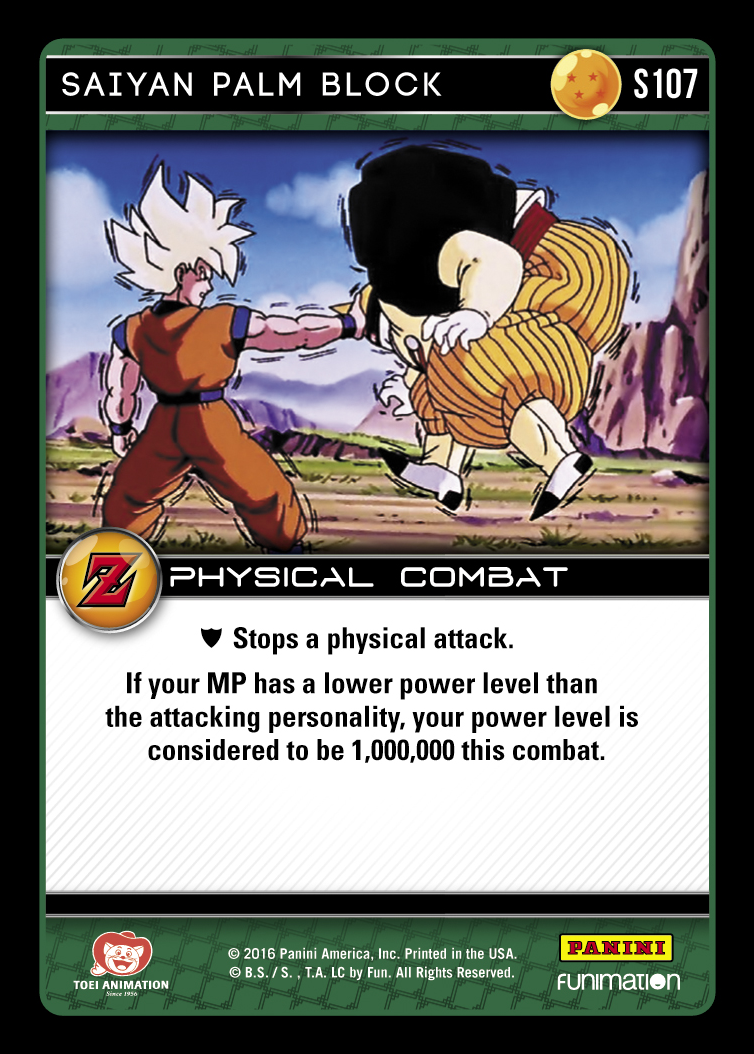 SAIYAN PALM BLOCK S107
Z PHYSICAL COMBAT
Stops a physical attack.
If your MP has a lower power level than
the attacking personality, your power level is
considered to be 1,000,000 this combat.
TOEI ANIMATION
Since 1956
© 2016 Panini America, Inc. Printed in the USA.
© B.S. / S. , T.A. LC by Fun. All Rights Reserved.
PANINI
FUNIMATION